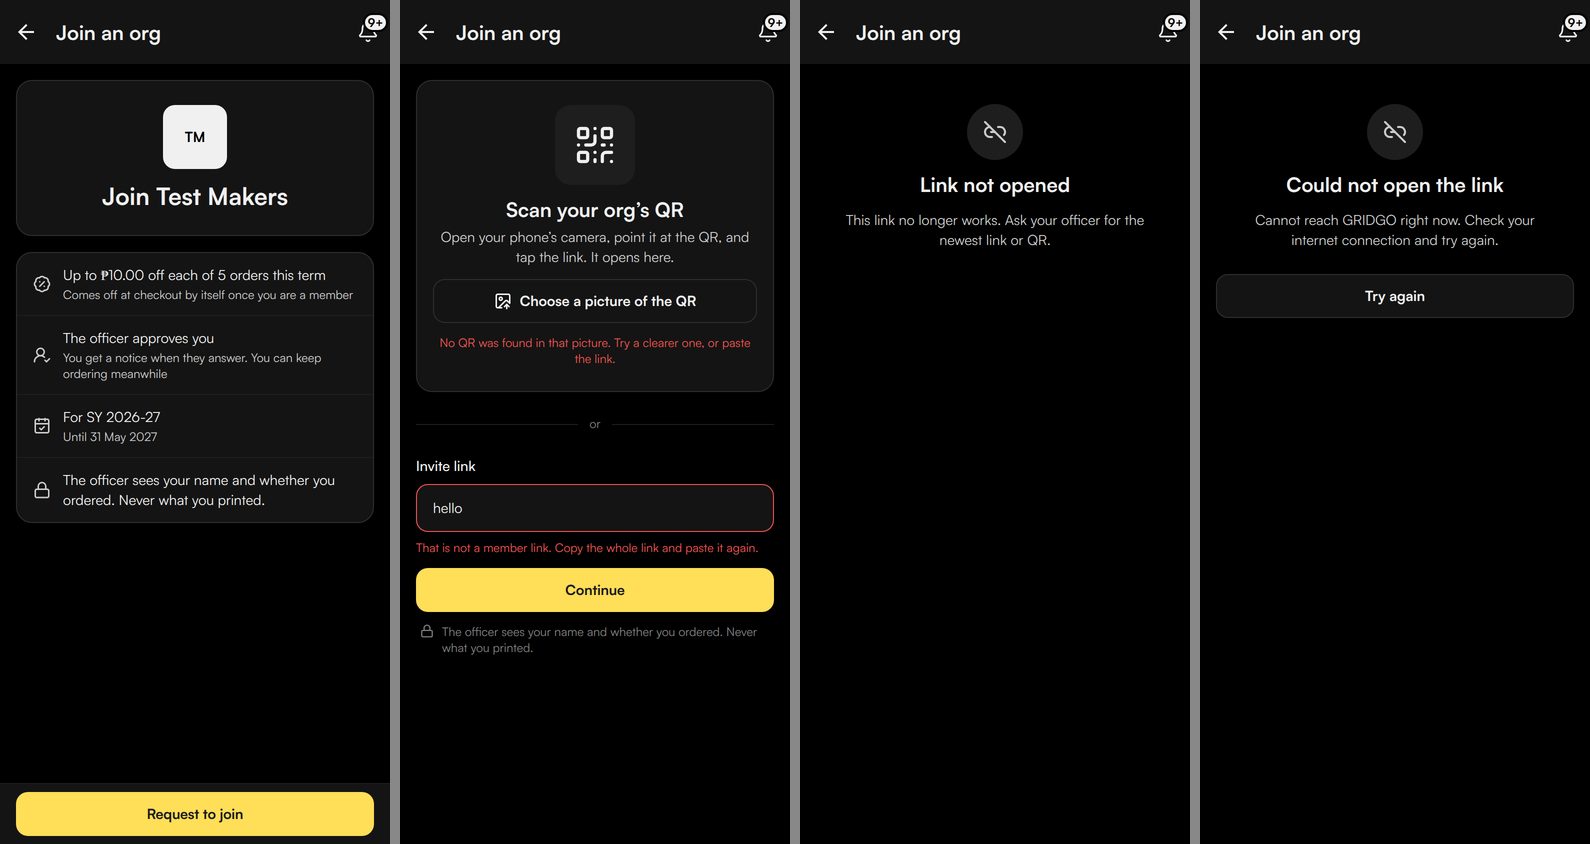 Join an org
9+
TM
Join Test Makers
Up to ₱10.00 off each of 5 orders this term
Comes off at checkout by itself once you are a member
The officer approves you
You get a notice when they answer. You can keep
ordering meanwhile
For SY 2026-27
Until 31 May 2027
The officer sees your name and whether you
ordered. Never what you printed.
Request to join
Join an org
9+
Scan your org’s QR
Open your phone’s camera, point it at the QR, and
tap the link. It opens here.
Choose a picture of the QR
No QR was found in that picture. Try a clearer one, or paste
the link.
or
Invite link
hello
That is not a member link. Copy the whole link and paste it again.
Continue
The officer sees your name and whether you ordered. Never
what you printed.
Join an org
9+
Link not opened
This link no longer works. Ask your officer for the
newest link or QR.
Join an org
9+
Could not open the link
Cannot reach GRIDGO right now. Check your
internet connection and try again.
Try again